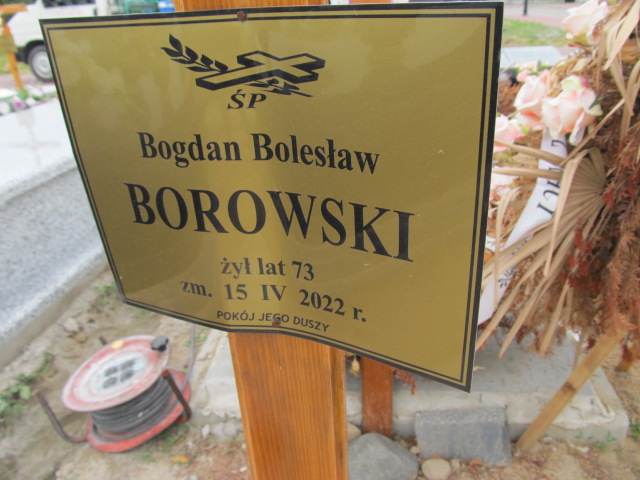 ŚP
Bogdan Bolesław
BOROWSKI
żył lat 73
zm. 15 IV 2022 r.
POKÓJ JEGO DUSZY